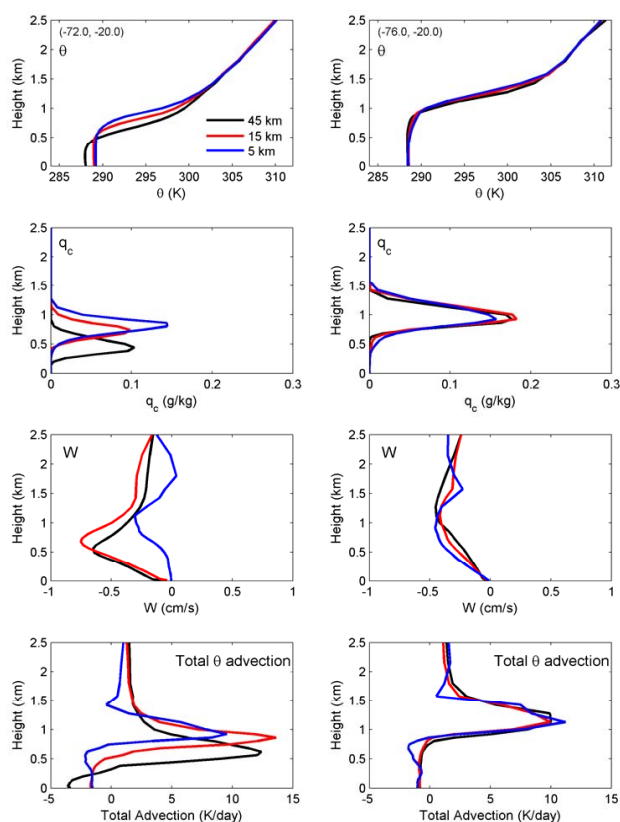 (-72.0, -20.0)
θ
2.5
2
1.5
1
0.5
0
Height (km)
45 km
15 km
5 km
285 290 295 300 305 310
θ (K)
(-76.0, -20.0)
θ
2.5
2
1.5
1
0.5
0
Height (km)
285 290 295 300 305 310
θ (K)
q_c
2.5
2
1.5
1
0.5
0
Height (km)
0 0.1 0.2 0.3
q_c (g/kg)
q_c
2.5
2
1.5
1
0.5
0
Height (km)
0 0.1 0.2 0.3
q_c (g/kg)
W
2.5
2
1.5
1
0.5
0
Height (km)
-1 -0.5 0 0.5 1
W (cm/s)
W
2.5
2
1.5
1
0.5
0
Height (km)
-1 -0.5 0 0.5 1
W (cm/s)
Total θ advection
2.5
2
1.5
1
0.5
0
Height (km)
-5 0 5 10 15
Total Advection (K/day)
Total θ advection
2.5
2
1.5
1
0.5
0
Height (km)
-5 0 5 10 15
Total Advection (K/day)